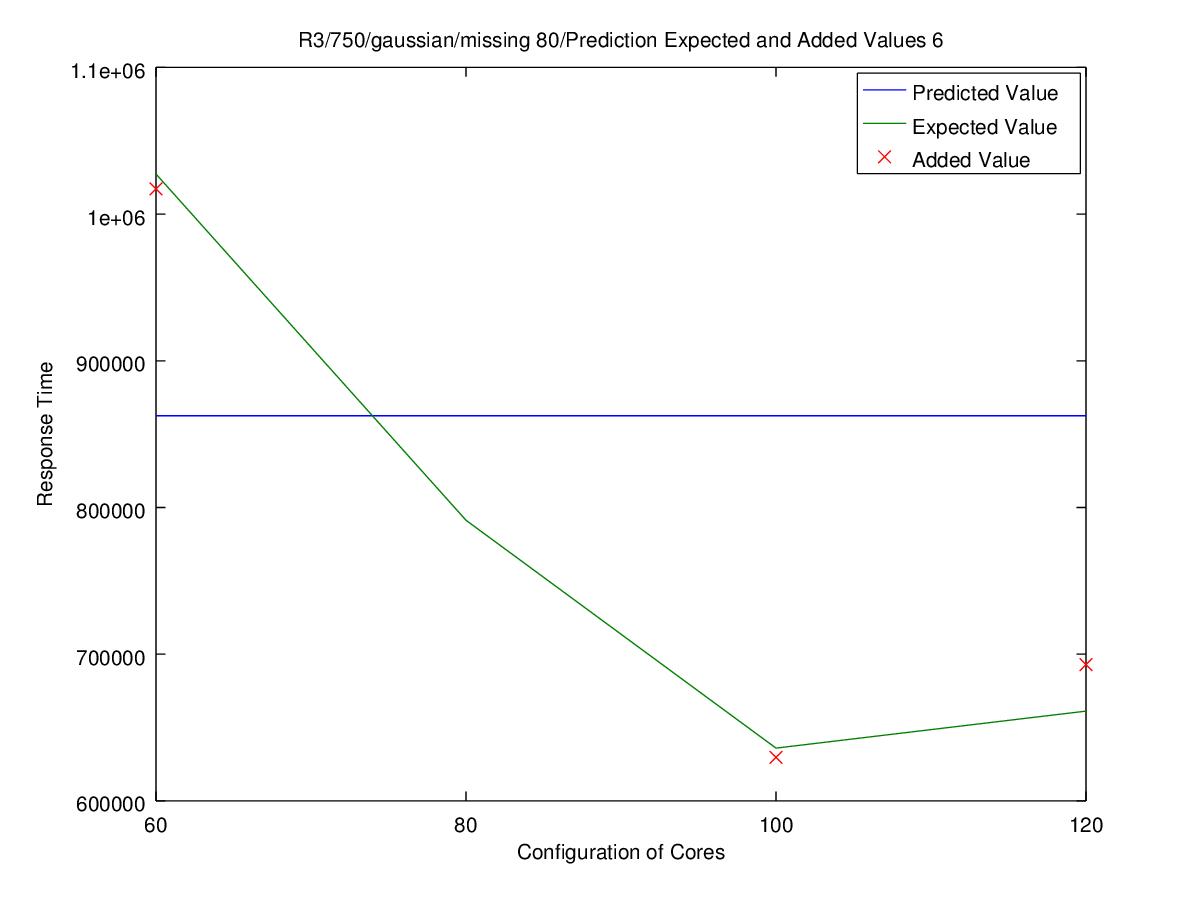 R3/750/gaussian/missing 80/Prediction Expected and Added Values 6
1.1e+06
1e+06
900000
800000
700000
600000
Response Time
Predicted Value
Expected Value
Added Value
60
80
100
120
Configuration of Cores